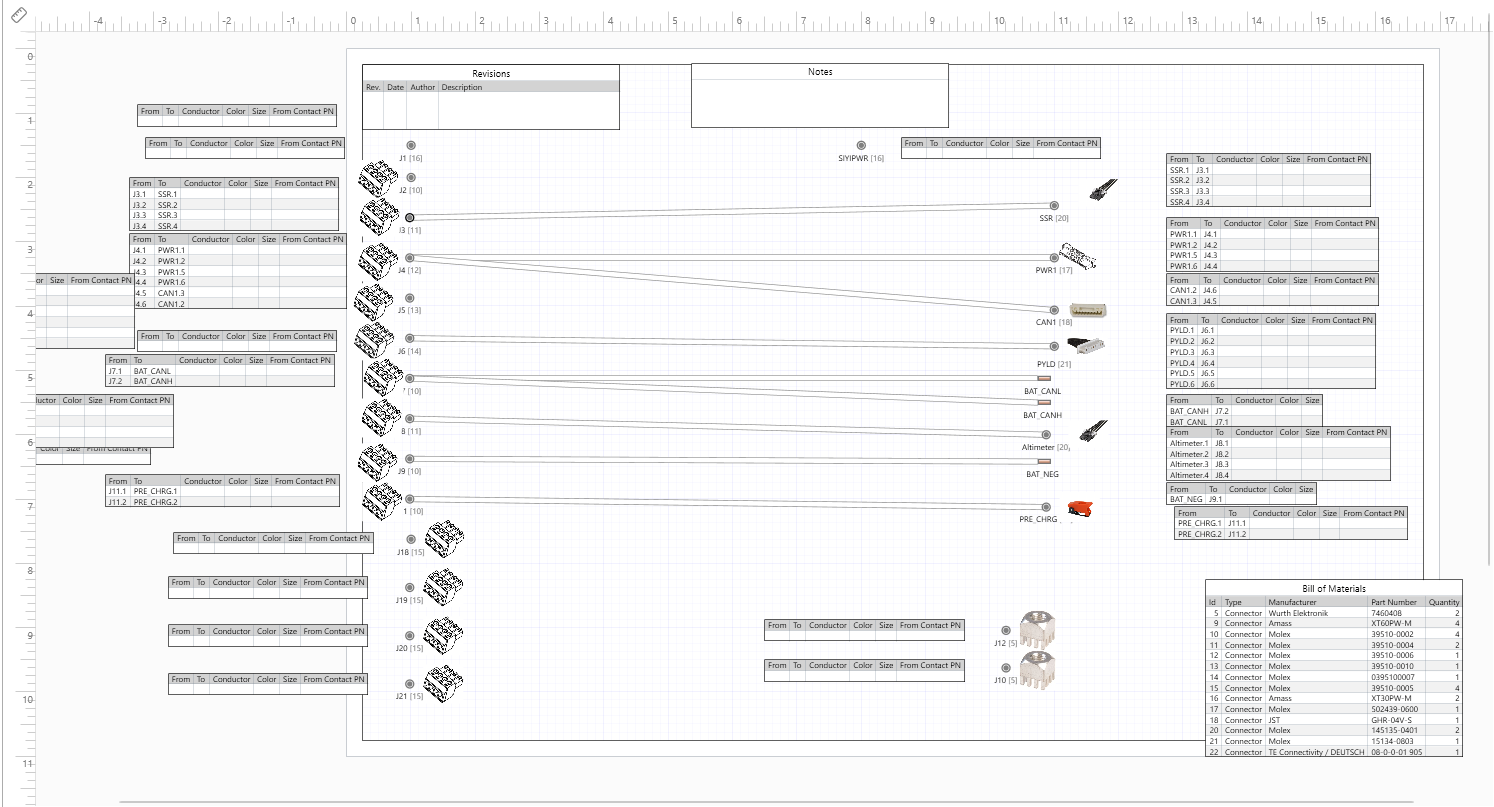 -4 -3 -2 -1 0 1 2 3 4 5 6 7 8 9 10 11 12 13 14 15 16 17
0
1
2
3
4
5
6
7
8
9
10
11
Revisions
Rev. Date Author Description
Notes
From To Conductor Color Size From Contact PN
From To Conductor Color Size From Contact PN
From To Conductor Color Size From Contact PN
J3.1 SSR.1
J3.2 SSR.2
J3.3 SSR.3
J3.4 SSR.4
From To Conductor Color Size From Contact PN
J4.1 PWR1.1
J4.2 PWR1.2
J4.3 PWR1.5
4.4 PWR1.6
4.5 CAN1.3
4.6 CAN1.2
or Size From Contact PN
From To Conductor Color Size From Contact PN
From To Conductor Color Size From Contact PN
J7.1 BAT_CANL
J7.2 BAT_CANH
uctor Color Size From Contact PN
Color Size From Contact PN
From To Conductor Color Size From Contact PN
J11.1 PRE_CHRG.1
J11.2 PRE_CHRG.2
From To Conductor Color Size From Contact PN
From To Conductor Color Size From Contact PN
From To Conductor Color Size From Contact PN
From To Conductor Color Size From Contact PN
J1 [16]
J2 [10]
J3 [11]
J4 [12]
J5 [13]
J6 [14]
[10]
8 [11]
J9 [10]
1 [10]
J18 [15]
J19 [15]
J20 [15]
J21 [15]
SIYIPWR [16]
From To Conductor Color Size From Contact PN
SSR [20]
PWR1 [17]
CAN1 [18]
PYLD [21]
BAT_CANL
BAT_CANH
Altimeter [20]
BAT_NEG
PRE_CHRG
From To Conductor Color Size From Contact PN
J12 [5]
From To Conductor Color Size From Contact PN
J10 [5]
From To Conductor Color Size From Contact PN
SSR.1 J3.1
SSR.2 J3.2
SSR.3 J3.3
SSR.4 J3.4
From To Conductor Color Size From Contact PN
PWR1.1 J4.1
PWR1.2 J4.2
PWR1.5 J4.3
PWR1.6 J4.4
From To Conductor Color Size From Contact PN
CAN1.2 J4.6
CAN1.3 J4.5
From To Conductor Color Size From Contact PN
PYLD.1 J6.1
PYLD.2 J6.2
PYLD.3 J6.3
PYLD.4 J6.4
PYLD.5 J6.5
PYLD.6 J6.6
From To Conductor Color Size
BAT_CANH J7.2
BAT_CANL J7.1
From To Conductor Color Size From Contact PN
Altimeter.1 J8.1
Altimeter.2 J8.2
Altimeter.3 J8.3
Altimeter.4 J8.4
From To Conductor Color Size
BAT_NEG J9.1
From To Conductor Color Size From Contact PN
PRE_CHRG.1 J11.1
PRE_CHRG.2 J11.2
Bill of Materials
Id Type Manufacturer Part Number Quantity
5 Connector Wurth Elektronik 7460408 2
9 Connector Amass XT60PW-M 4
10 Connector Molex 39510-0002 4
11 Connector Molex 39510-0004 2
12 Connector Molex 39510-0006 1
13 Connector Molex 39510-0010 1
14 Connector Molex 0395100007 1
15 Connector Molex 39510-0005 4
16 Connector Amass XT30PW-M 2
17 Connector Molex 502439-0600 1
18 Connector JST GHR-04V-S 1
20 Connector Molex 145135-0401 2
21 Connector Molex 15134-0803 1
22 Connector TE Connectivity / DEUTSCH 08-0-0-01 905 1